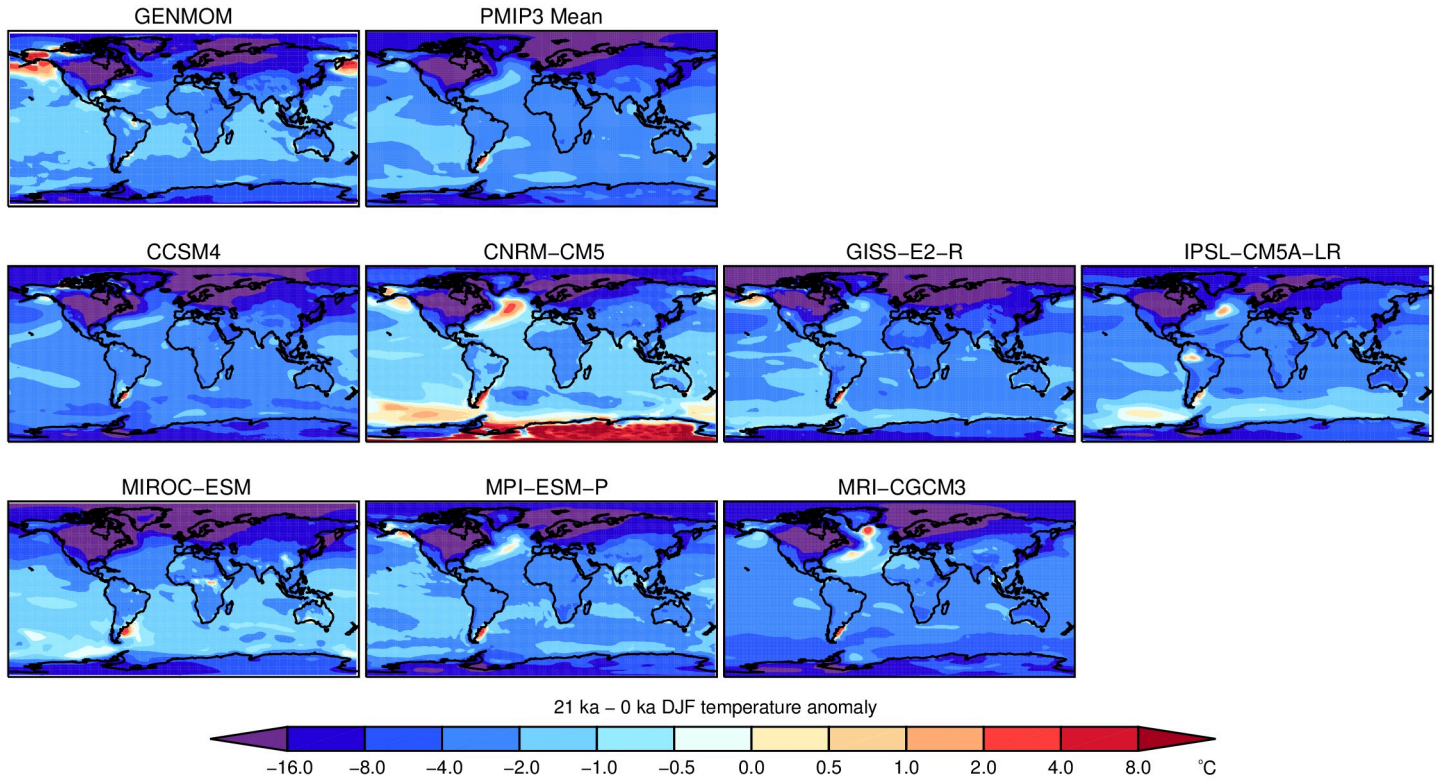 GENMOM
PMIP3 Mean
CCSM4
CNRM−CM5
GISS−E2−R
IPSL−CM5A−LR
MIROC−ESM
MPI−ESM−P
MRI−CGCM3
21 ka − 0 ka DJF temperature anomaly
−16.0 −8.0 −4.0 −2.0 −1.0 −0.5 0.0 0.5 1.0 2.0 4.0 8.0 °C